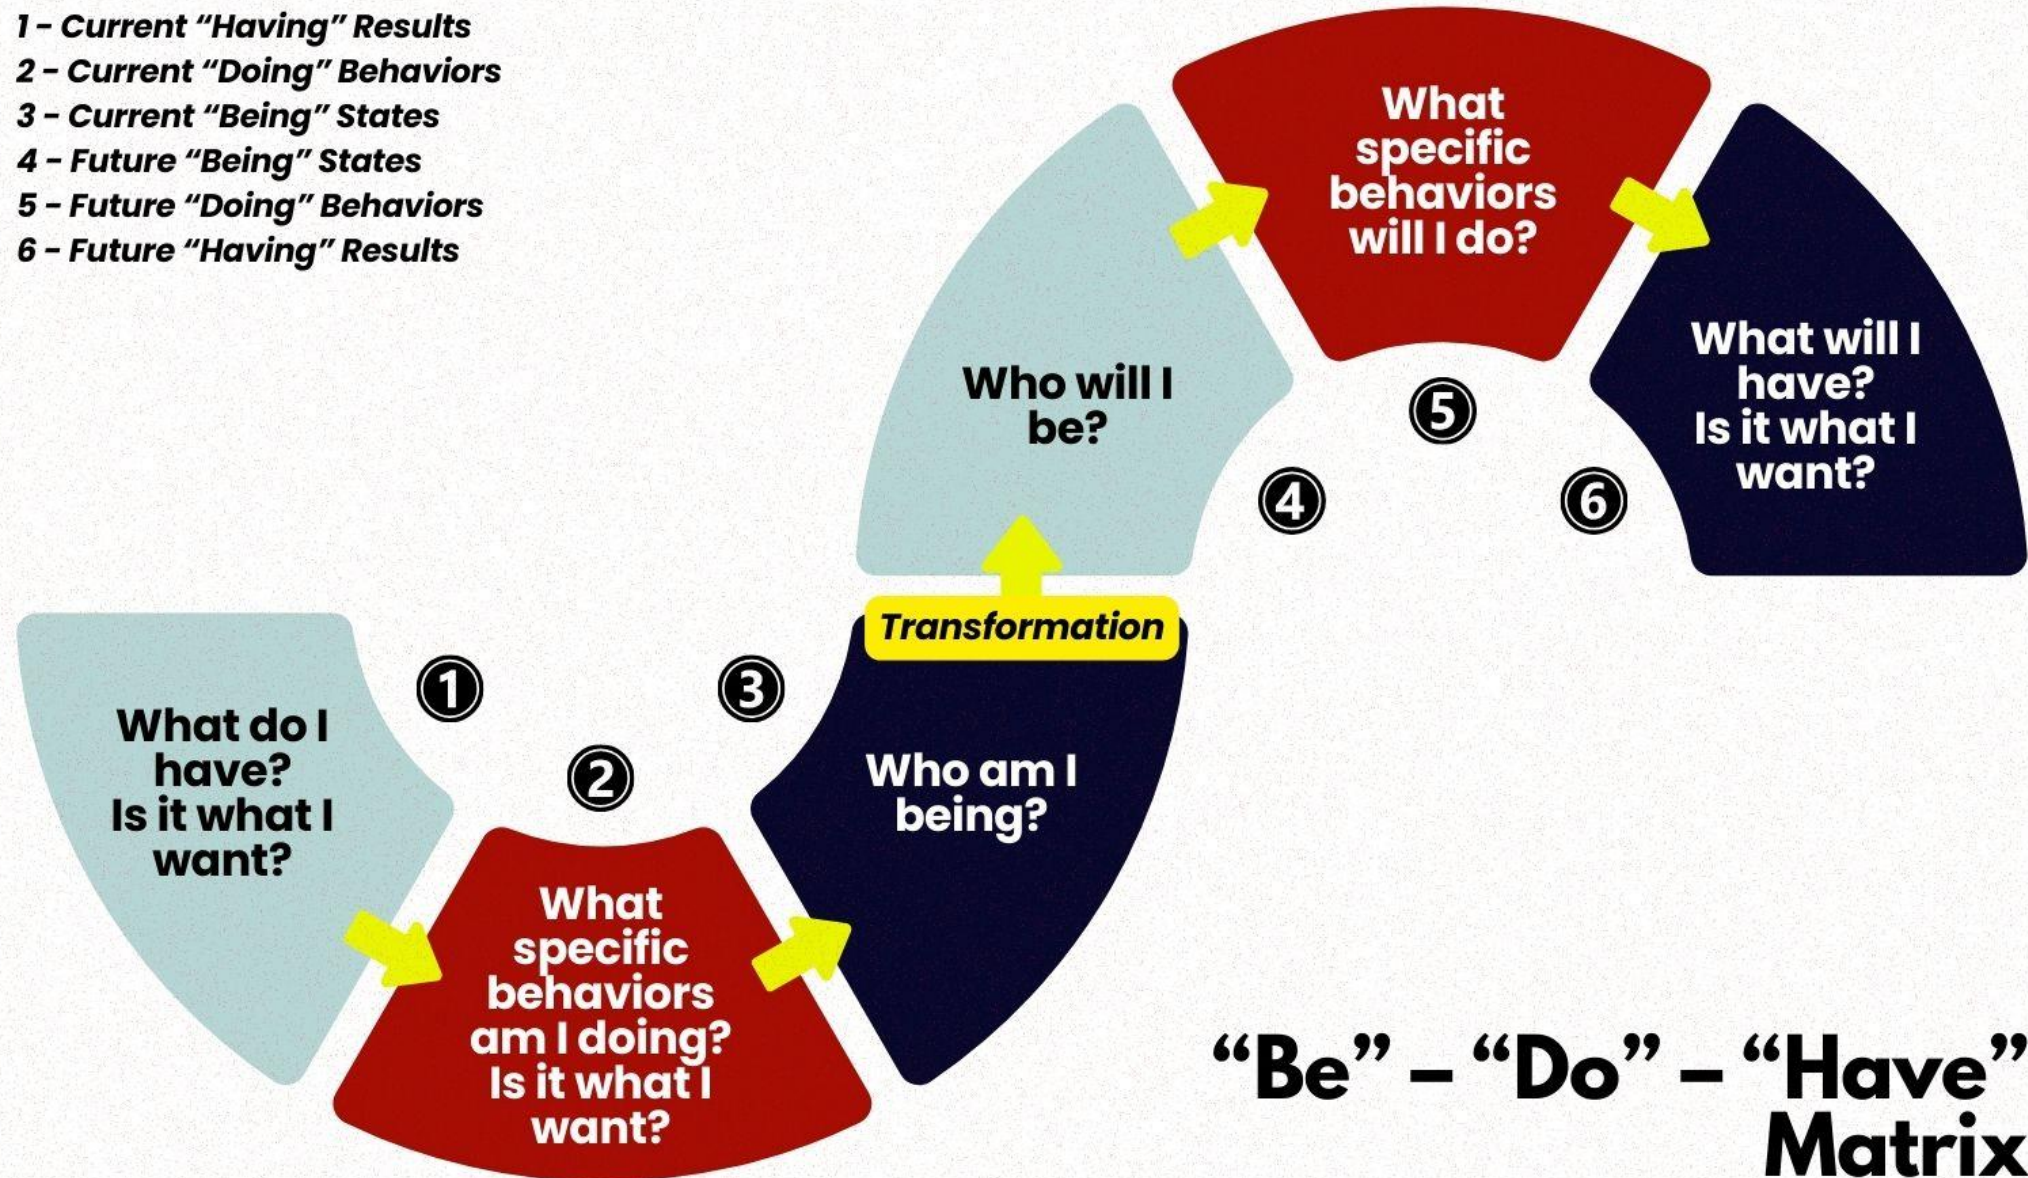 1 - Current “Having” Results
2 - Current “Doing” Behaviors
3 - Current “Being” States
4 - Future “Being” States
5 - Future “Doing” Behaviors
6 - Future “Having” Results
What do I
have?
Is it what I
want?
1
What
specific
behaviors
am I doing?
Is it what I
want?
2
Who am I
being?
3
Transformation
Who will I
be?
4
What
specific
behaviors
will I do?
5
What will I
have?
Is it what I
want?
6
“Be” – “Do” – “Have”
Matrix